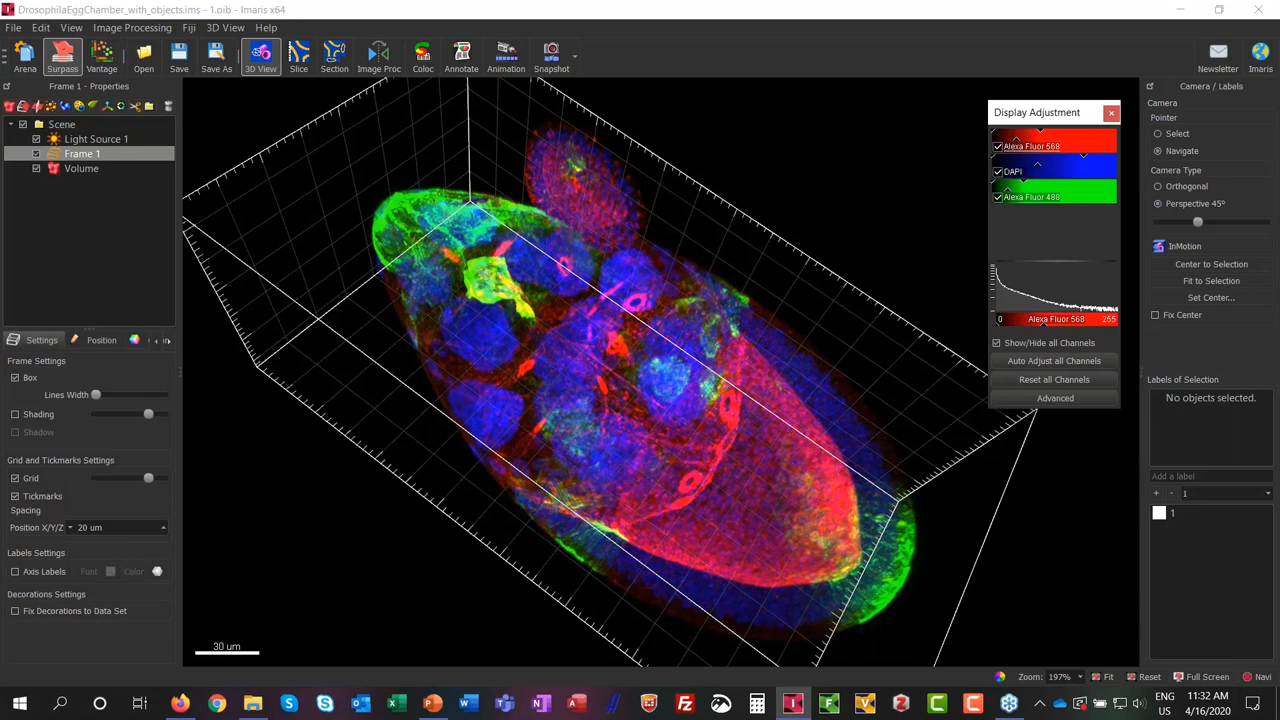 DrosophilaEggChamber_with_objects.ims - 1.oib - Imaris x64
File Edit View Image Processing Fiji 3D View Help
Arena Surpass Vantage Open Save Save As 3D View Slice Section Image Proc Coloc Annotate Animation Snapshot Newsletter Imaris
Frame 1 - Properties
Scene
Light Source 1
Frame 1
Volume
Settings Position
Frame Settings
Box
Lines Width
Shading
Shadow
Grid and Tickmarks Settings
Grid
Tickmarks
Spacing
Position X/Y/Z 20 um
Labels Settings
Axis Labels Font Color
Decorations Settings
Fix Decorations to Data Set
30 um
Display Adjustment
Alexa Fluor 568
DAPI
Alexa Fluor 488
0 Alexa Fluor 568 255
Show/Hide all Channels
Auto Adjust all Channels
Reset all Channels
Advanced
Camera / Labels
Camera
Pointer
Select
Navigate
Camera Type
Orthogonal
Perspective 45º
InMotion
Center to Selection
Fit to Selection
Set Center...
Fix Center
Labels of Selection
No objects selected.
Add a label
+ - 1
1
Zoom: 197% Fit Reset Full Screen Navi
ENG
US
11:32 AM
4/16/2020